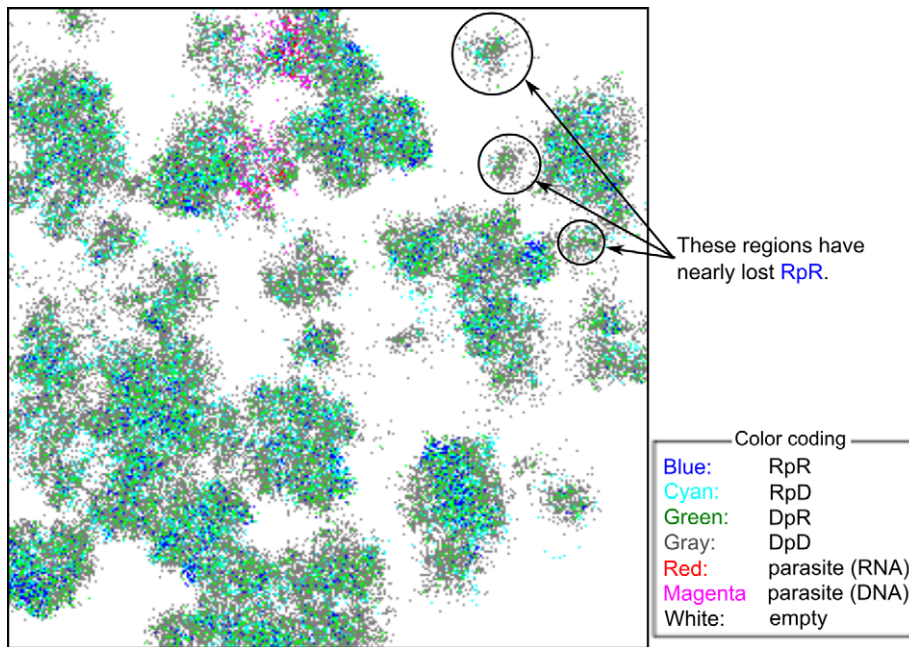 These regions have
nearly lost RpR.
Color coding
Blue: RpR
Cyan: RpD
Green: DpR
Gray: DpD
Red: parasite (RNA)
Magenta parasite (DNA)
White: empty